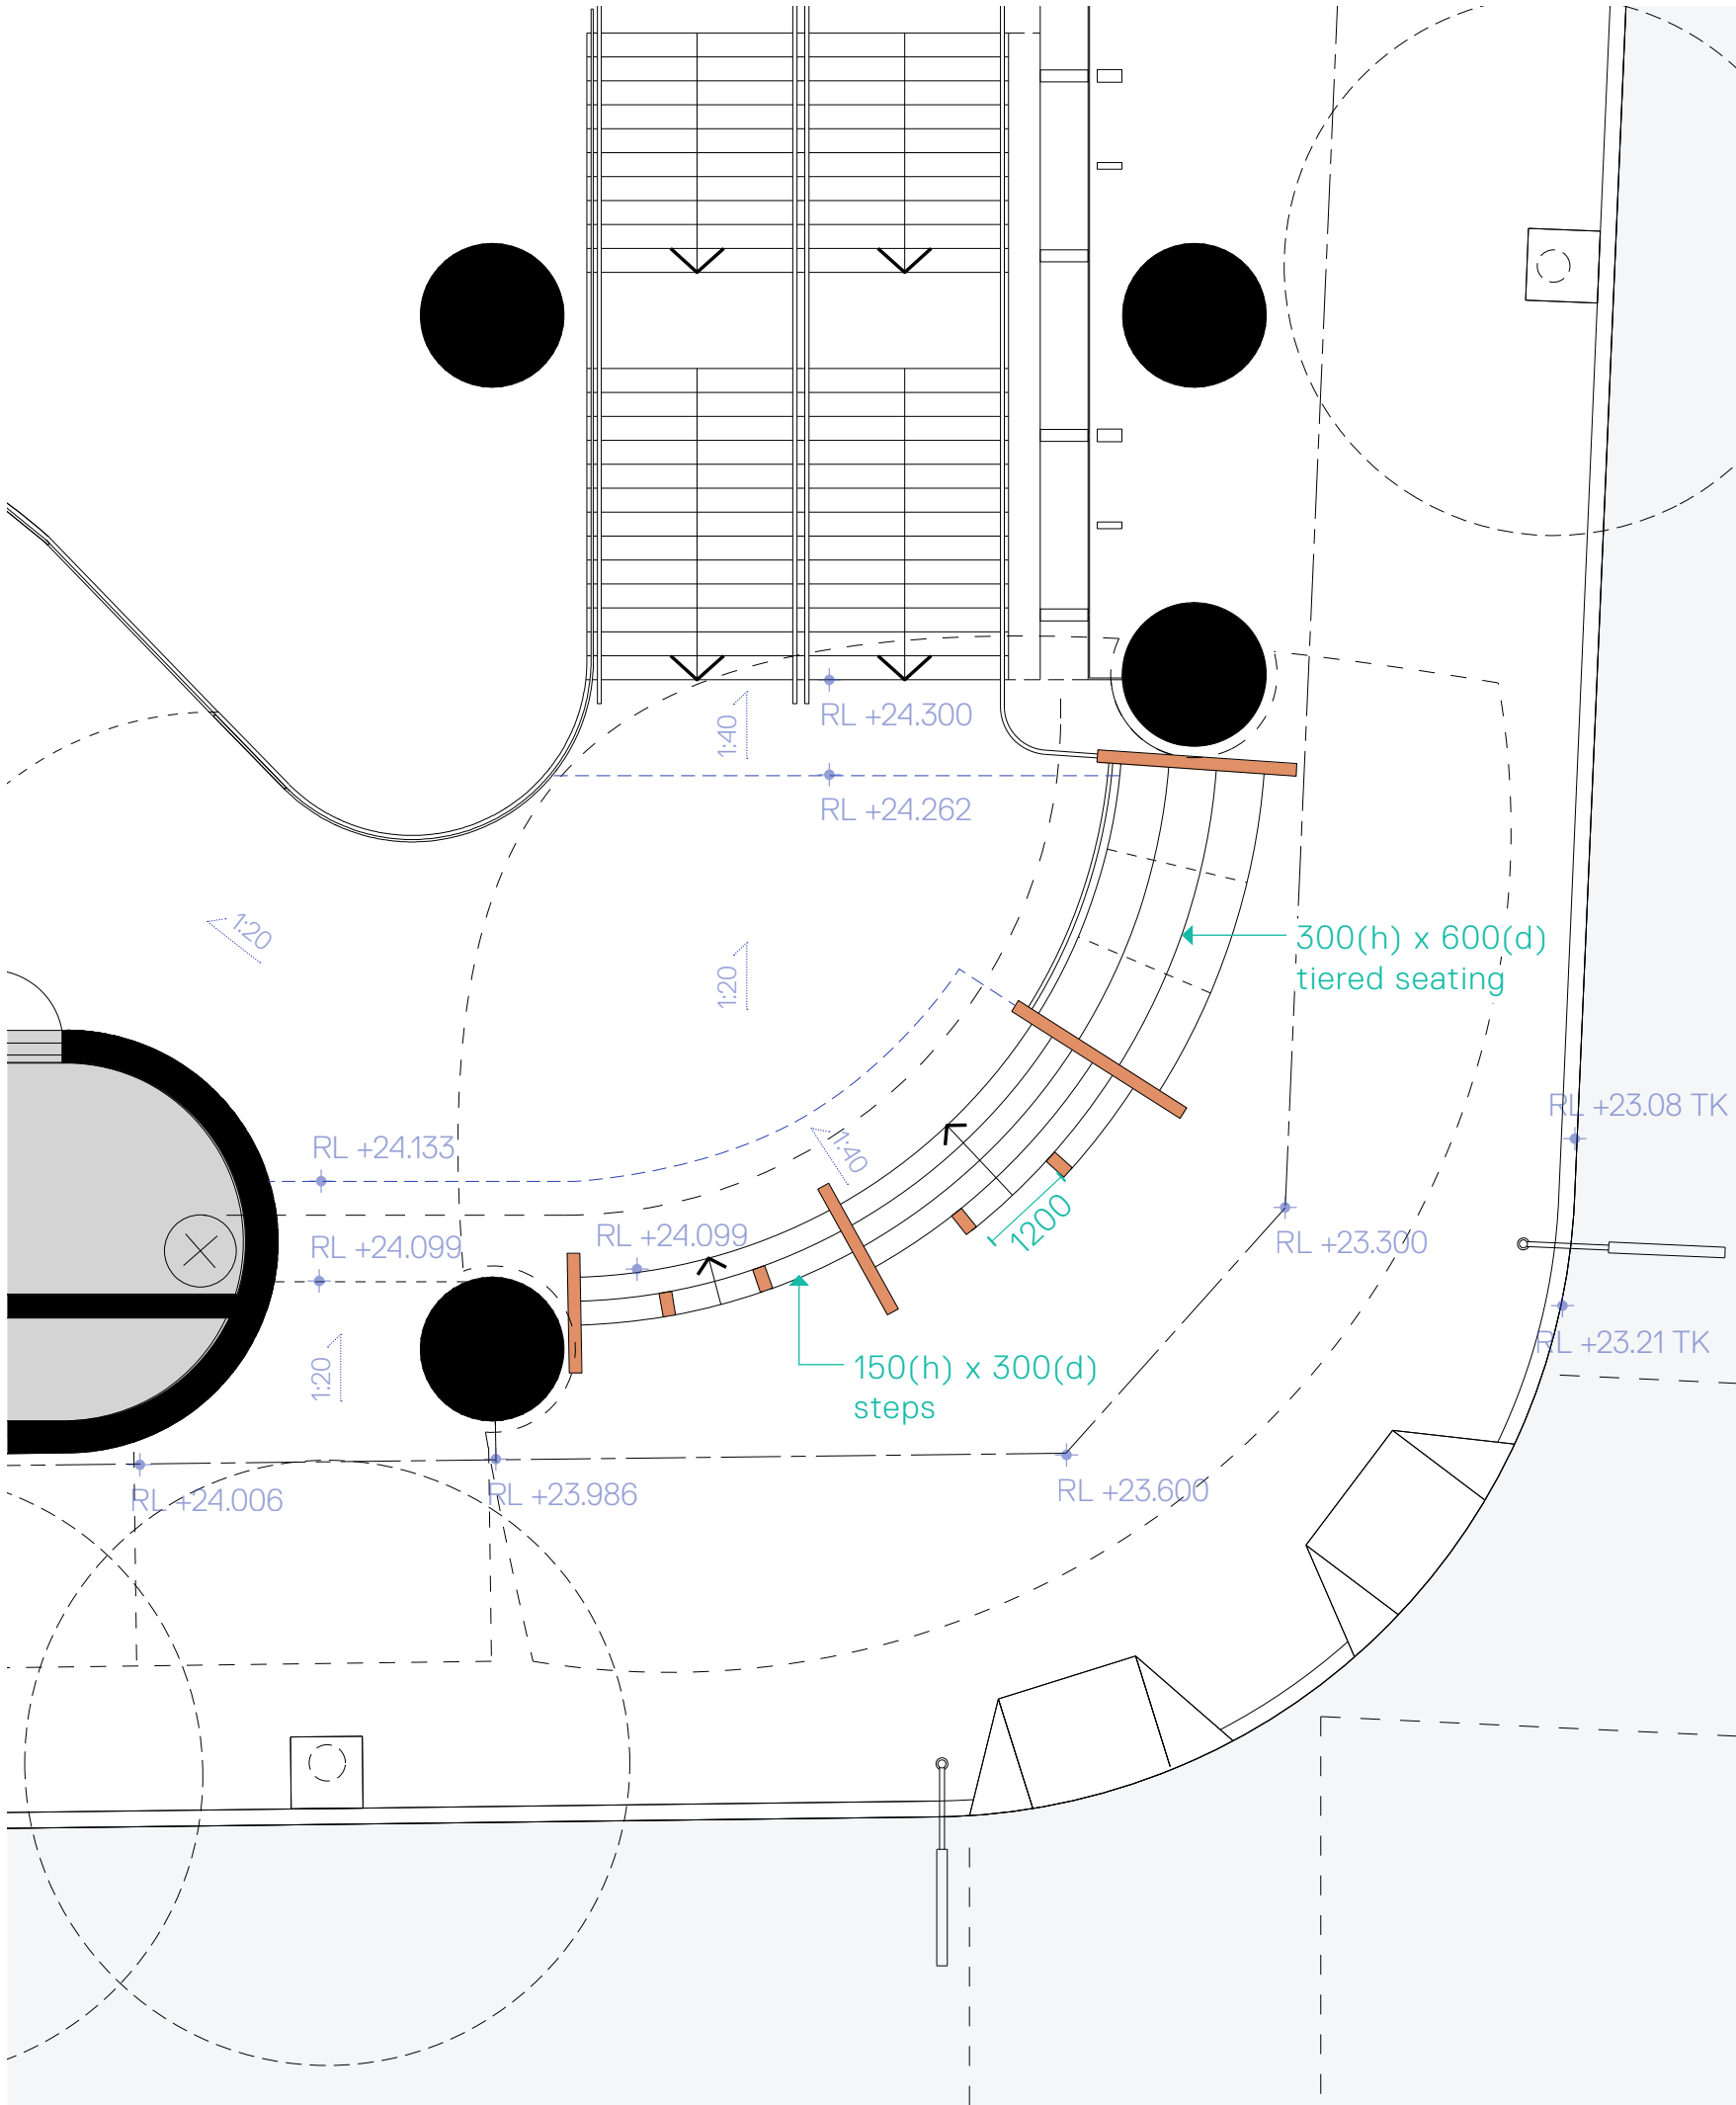 1:40
RL +24.300
RL +24.262
1:20
1:20
300(h) x 600(d)
tiered seating
RL +23.08 TK
RL +24.133
1:40
1200
RL +24.099
RL +24.099
RL +23.300
RL +23.21 TK
1:20
150(h) x 300(d)
steps
RL +24.006
RL +23.986
RL +23.600